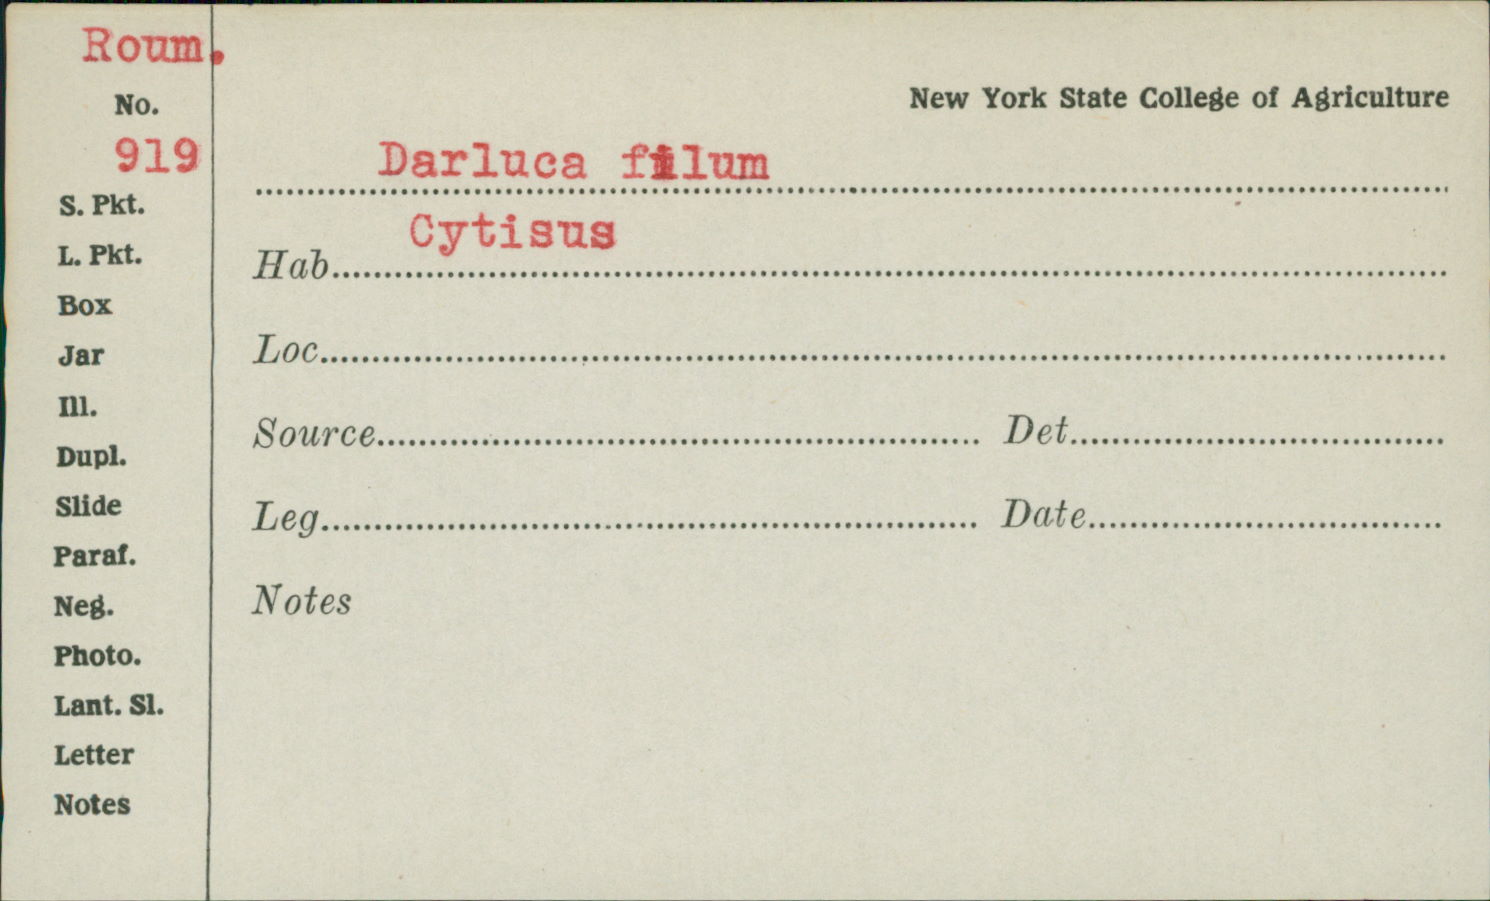 Roum.
No.
919
S. Pkt.
L. Pkt.
Box
Jar
Ill.
Dupl.
Slide
Paraf.
Neg.
Photo.
Lant. Sl.
Letter
Notes
New York State College of Agriculture
Darluca filum
Cytisus
Hab.
Loc.
Source. Det.
Leg. Date.
Notes